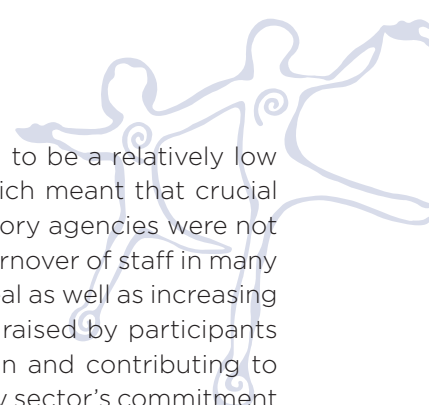 to be a relatively low
ich meant that crucial
ory agencies were not
rnover of staff in many
al as well as increasing
raised by participants
n and contributing to
y sector's commitment